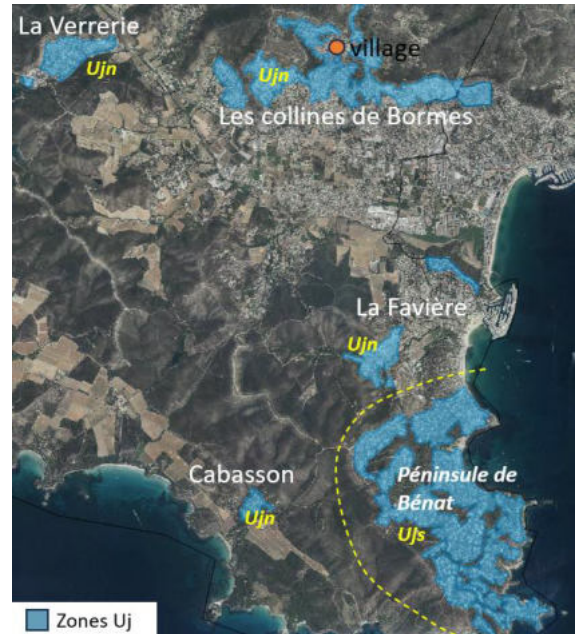 La Verrerie
Ujn
village
Ujn
Les collines de Bormes
La Favière
Ujn
Cabasson
Ujn
Péninsule de
Bénat
Ujs
Zones Uj